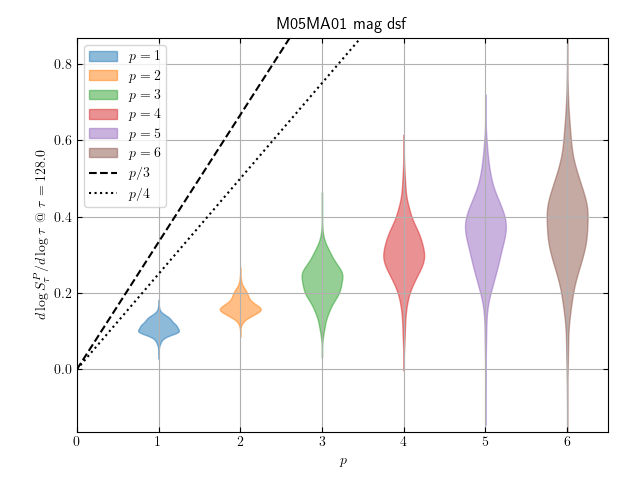 M05MA01 mag dsf
p = 1
p = 2
p = 3
p = 4
p = 5
p = 6
p/3
p/4
d log S_τ^P / d log τ @ τ = 128.0
0.8
0.6
0.4
0.2
0.0
0 1 2 3 4 5 6
p